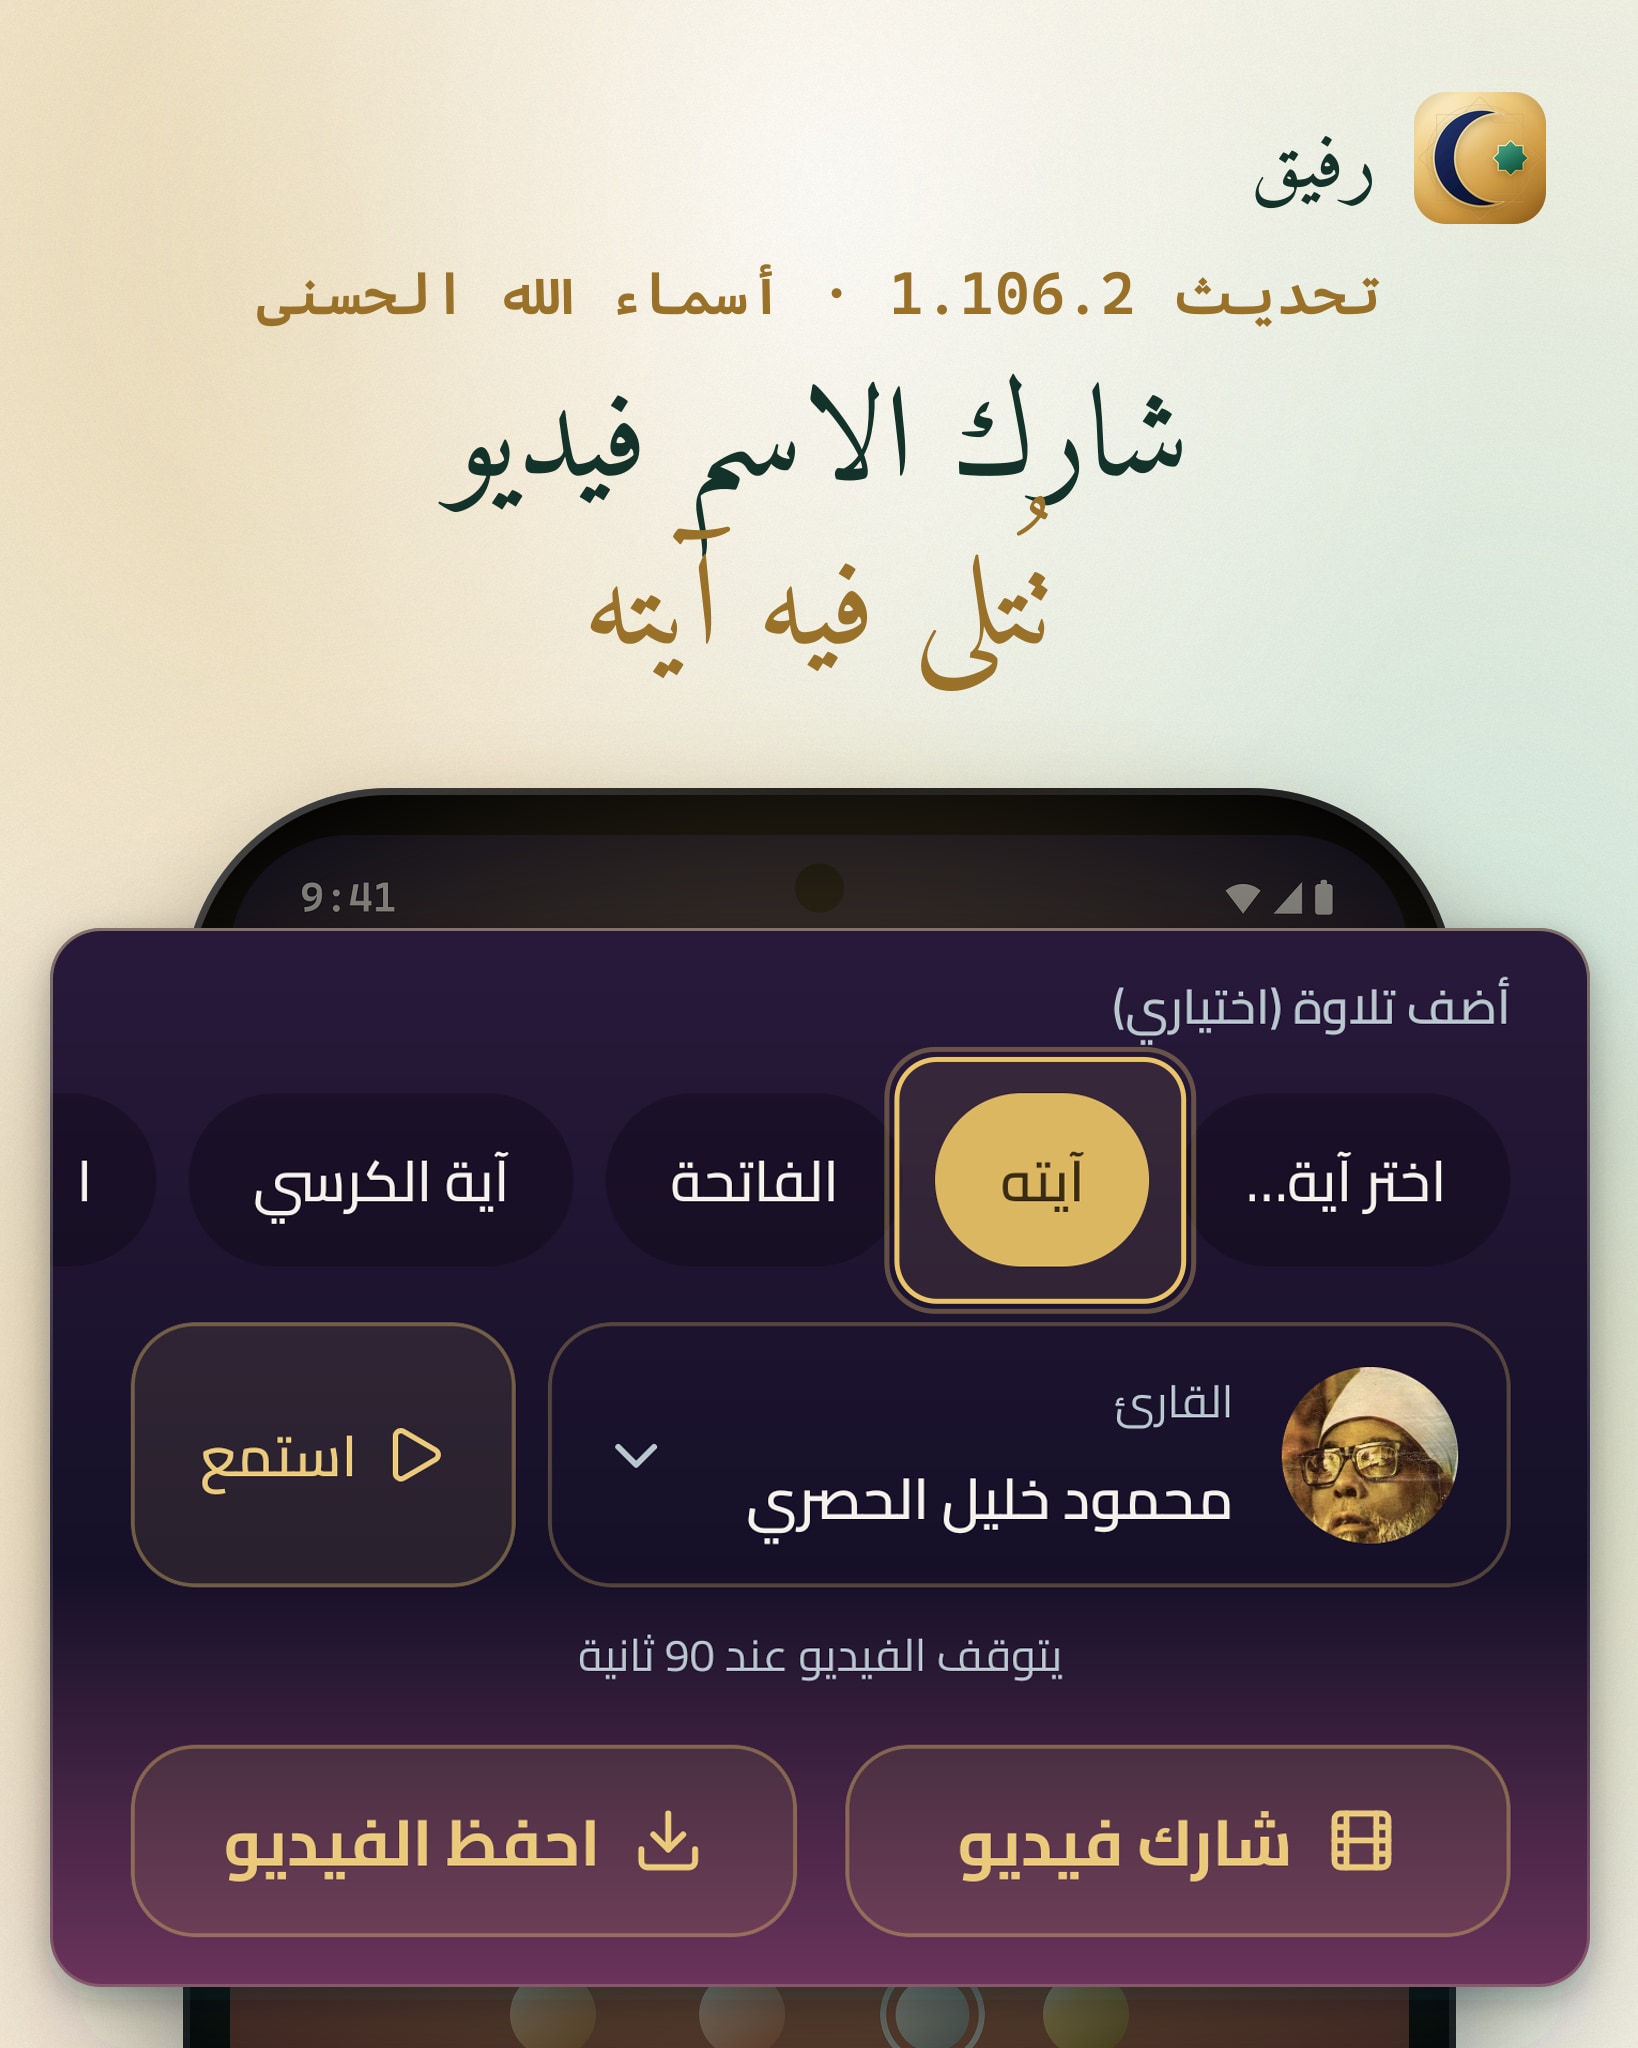 رفيق
تحديث 1.106.2 · أسماء الله الحسنى
شارك الاسم فيديو
تُتلى فيه آيته
9:41
أضف تلاوة (اختياري)
اختر آية... آيته الفاتحة آية الكرسي ا
القارئ
محمود خليل الحصري
استمع
يتوقف الفيديو عند 90 ثانية
شارك فيديو
احفظ الفيديو